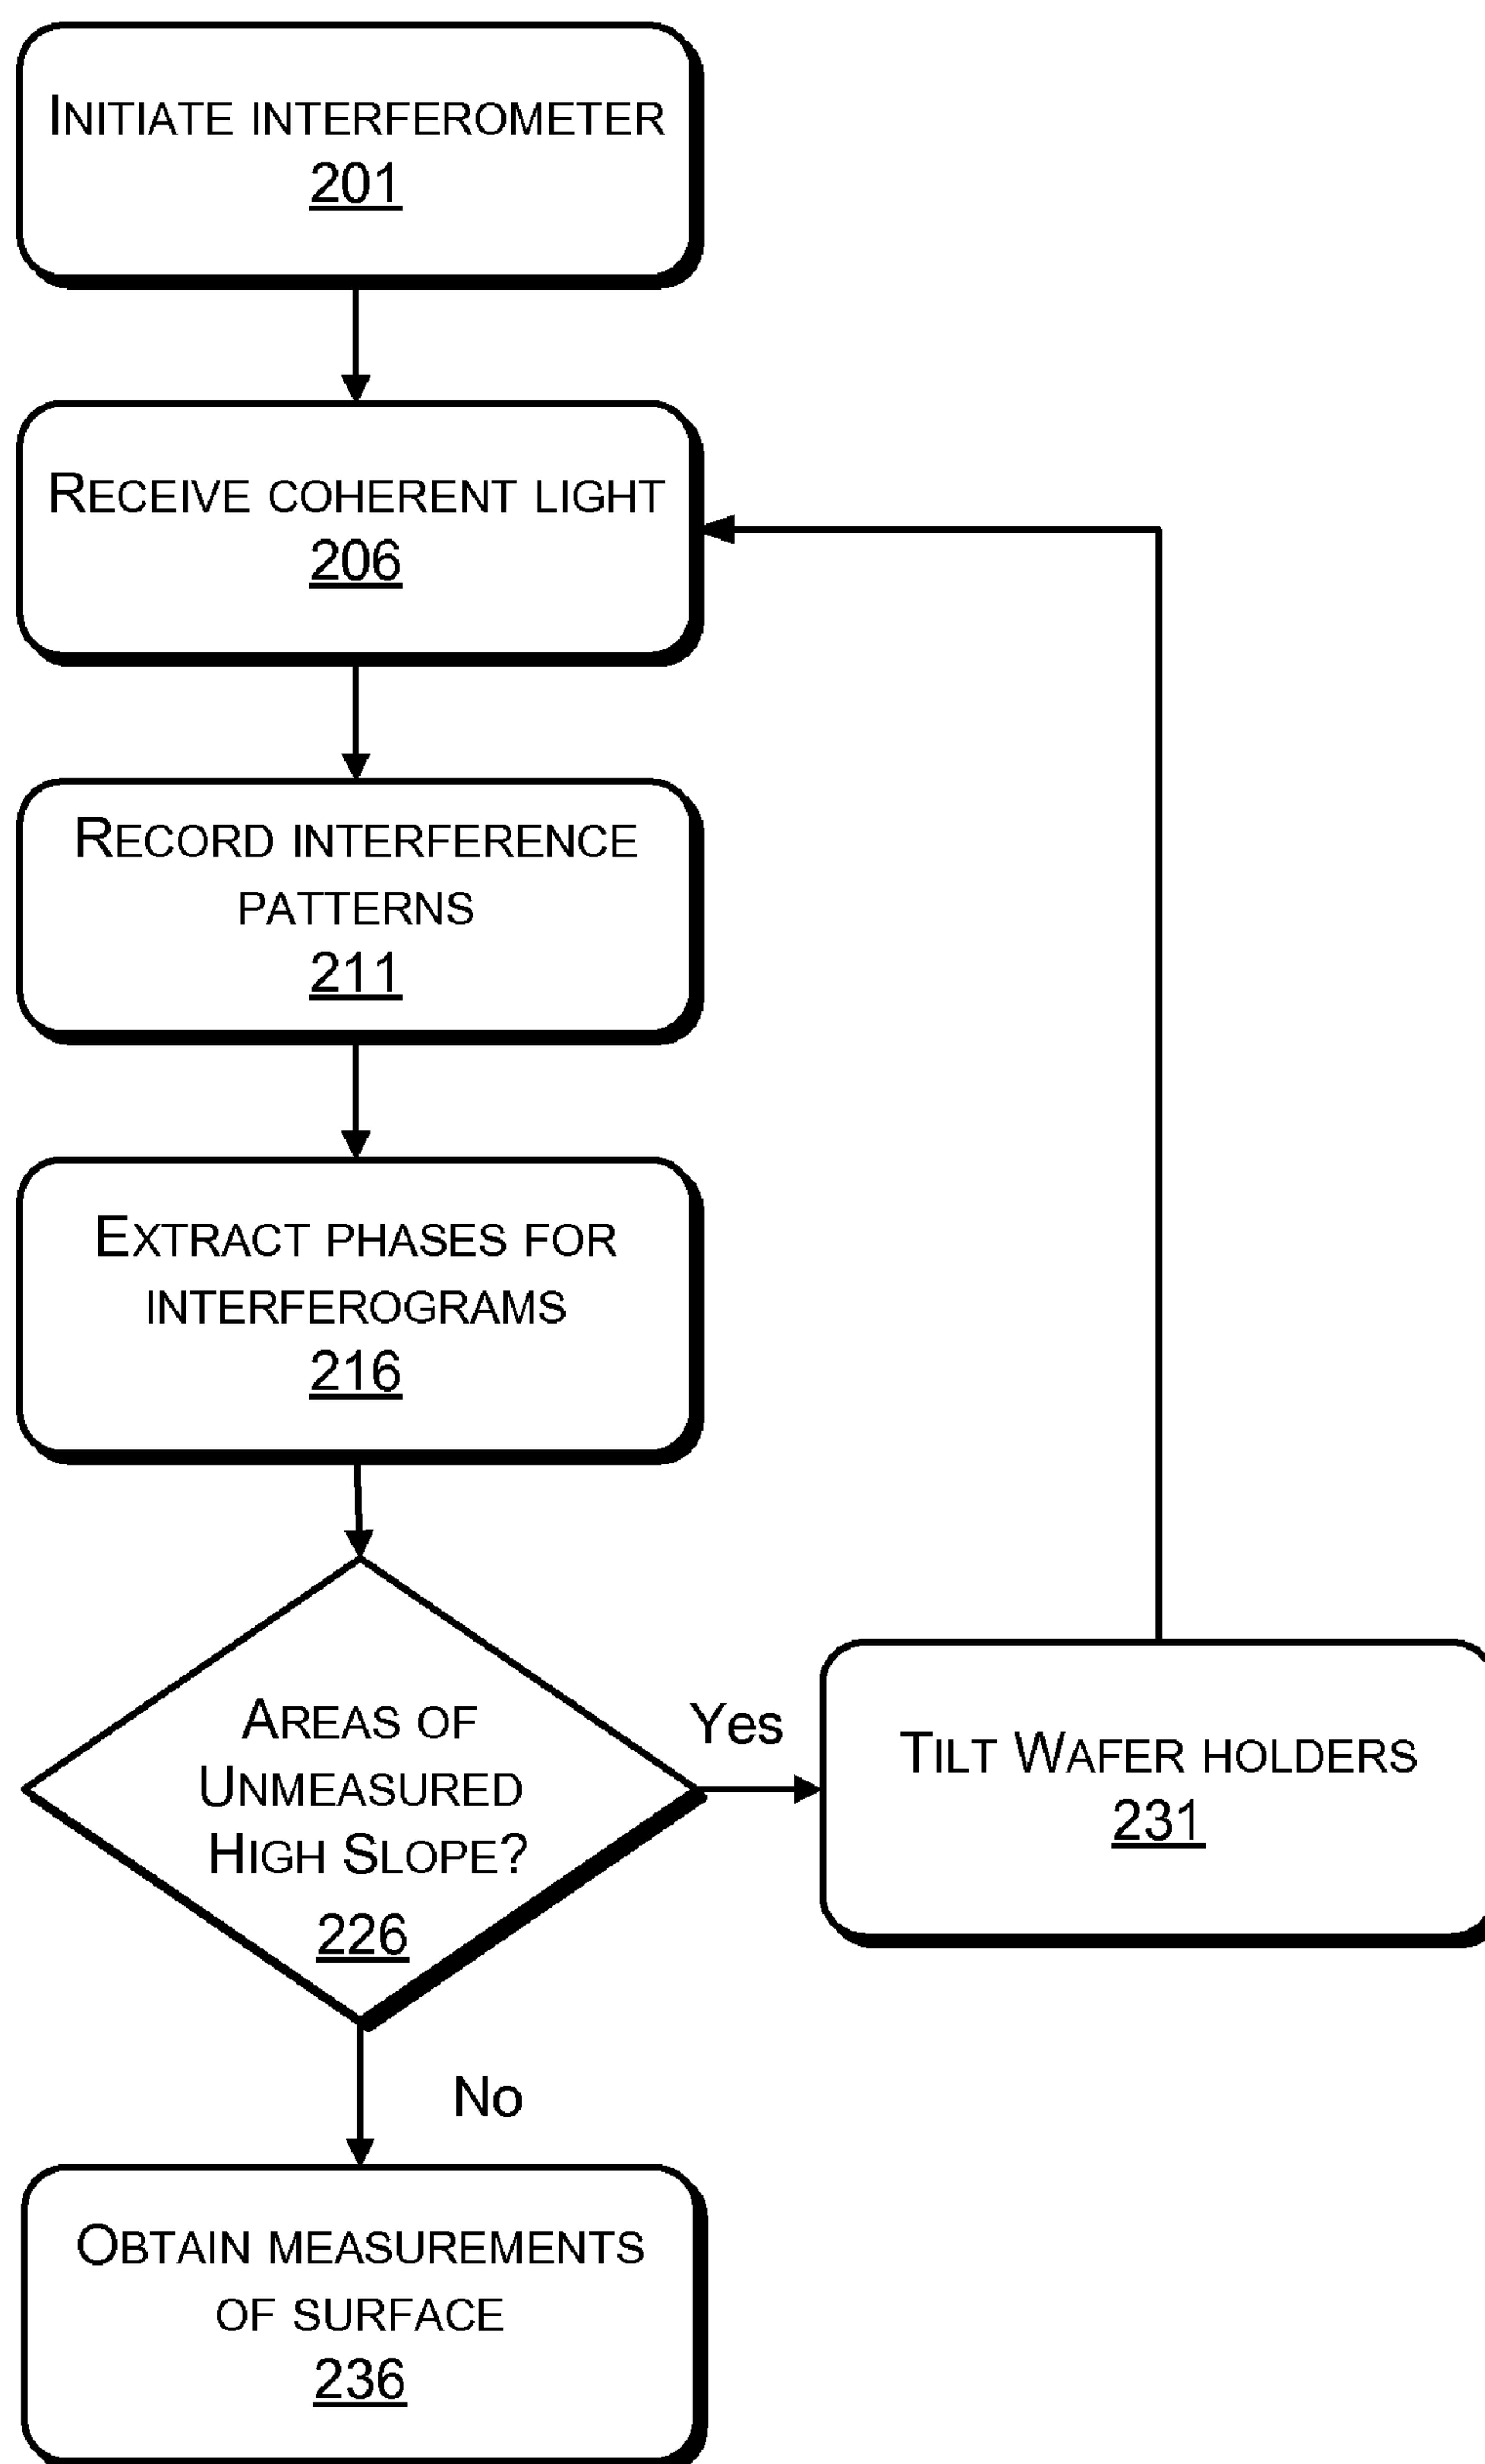 INITIATE INTERFEROMETER
201
RECEIVE COHERENT LIGHT
206
RECORD INTERFERENCE
PATTERNS
211
EXTRACT PHASES FOR
INTERFEROGRAMS
216
AREAS OF
UNMEASURED
HIGH SLOPE?
226
Yes
TILT WAFER HOLDERS
231
No
OBTAIN MEASUREMENTS
OF SURFACE
236